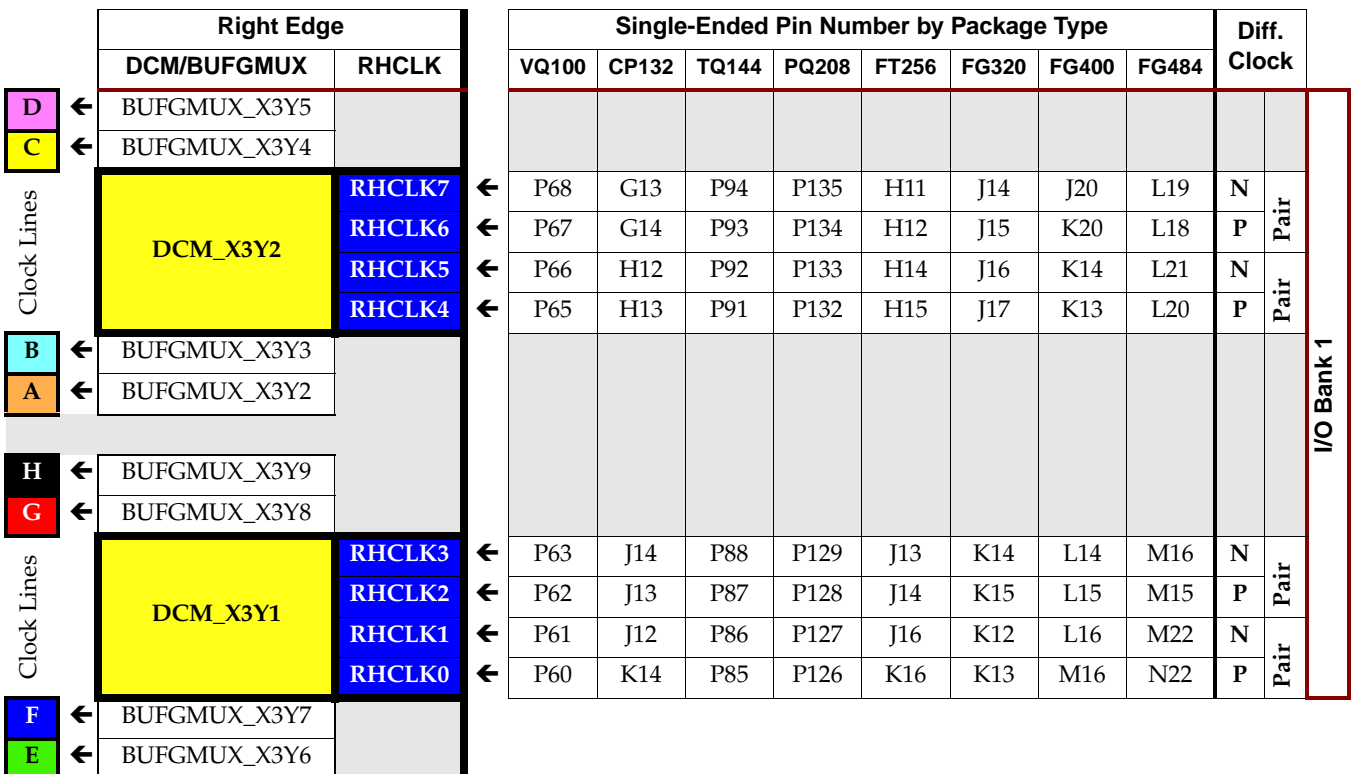 Right Edge Single-Ended Pin Number by Package Type Diff. Clock
DCM/BUFGMUX RHCLK VQ100 CP132 TQ144 PQ208 FT256 FG320 FG400 FG484
D ← BUFGMUX_X3Y5
C ← BUFGMUX_X3Y4
Clock Lines
DCM_X3Y2
RHCLK7 ← P68 G13 P94 P135 H11 J14 J20 L19 N
RHCLK6 ← P67 G14 P93 P134 H12 J15 K20 L18 P
Pair
RHCLK5 ← P66 H12 P92 P133 H14 J16 K14 L21 N
RHCLK4 ← P65 H13 P91 P132 H15 J17 K13 L20 P
Pair
B ← BUFGMUX_X3Y3
A ← BUFGMUX_X3Y2
I/O Bank 1
H ← BUFGMUX_X3Y9
G ← BUFGMUX_X3Y8
Clock Lines
DCM_X3Y1
RHCLK3 ← P63 J14 P88 P129 J13 K14 L14 M16 N
RHCLK2 ← P62 J13 P87 P128 J14 K15 L15 M15 P
Pair
RHCLK1 ← P61 J12 P86 P127 J16 K12 L16 M22 N
RHCLK0 ← P60 K14 P85 P126 K16 K13 M16 N22 P
Pair
F ← BUFGMUX_X3Y7
E ← BUFGMUX_X3Y6